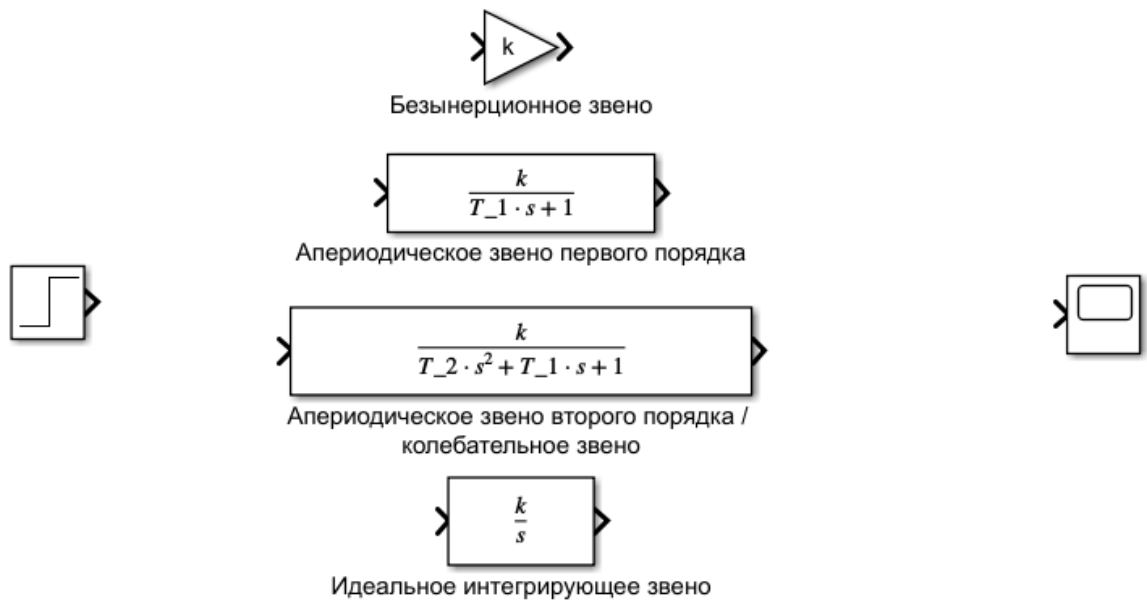 k
Безынерционное звено
k
T_1 · s + 1
Апериодическое звено первого порядка
k
T_2 · s² + T_1 · s + 1
Апериодическое звено второго порядка /
колебательное звено
k
s
Идеальное интегрирующее звено